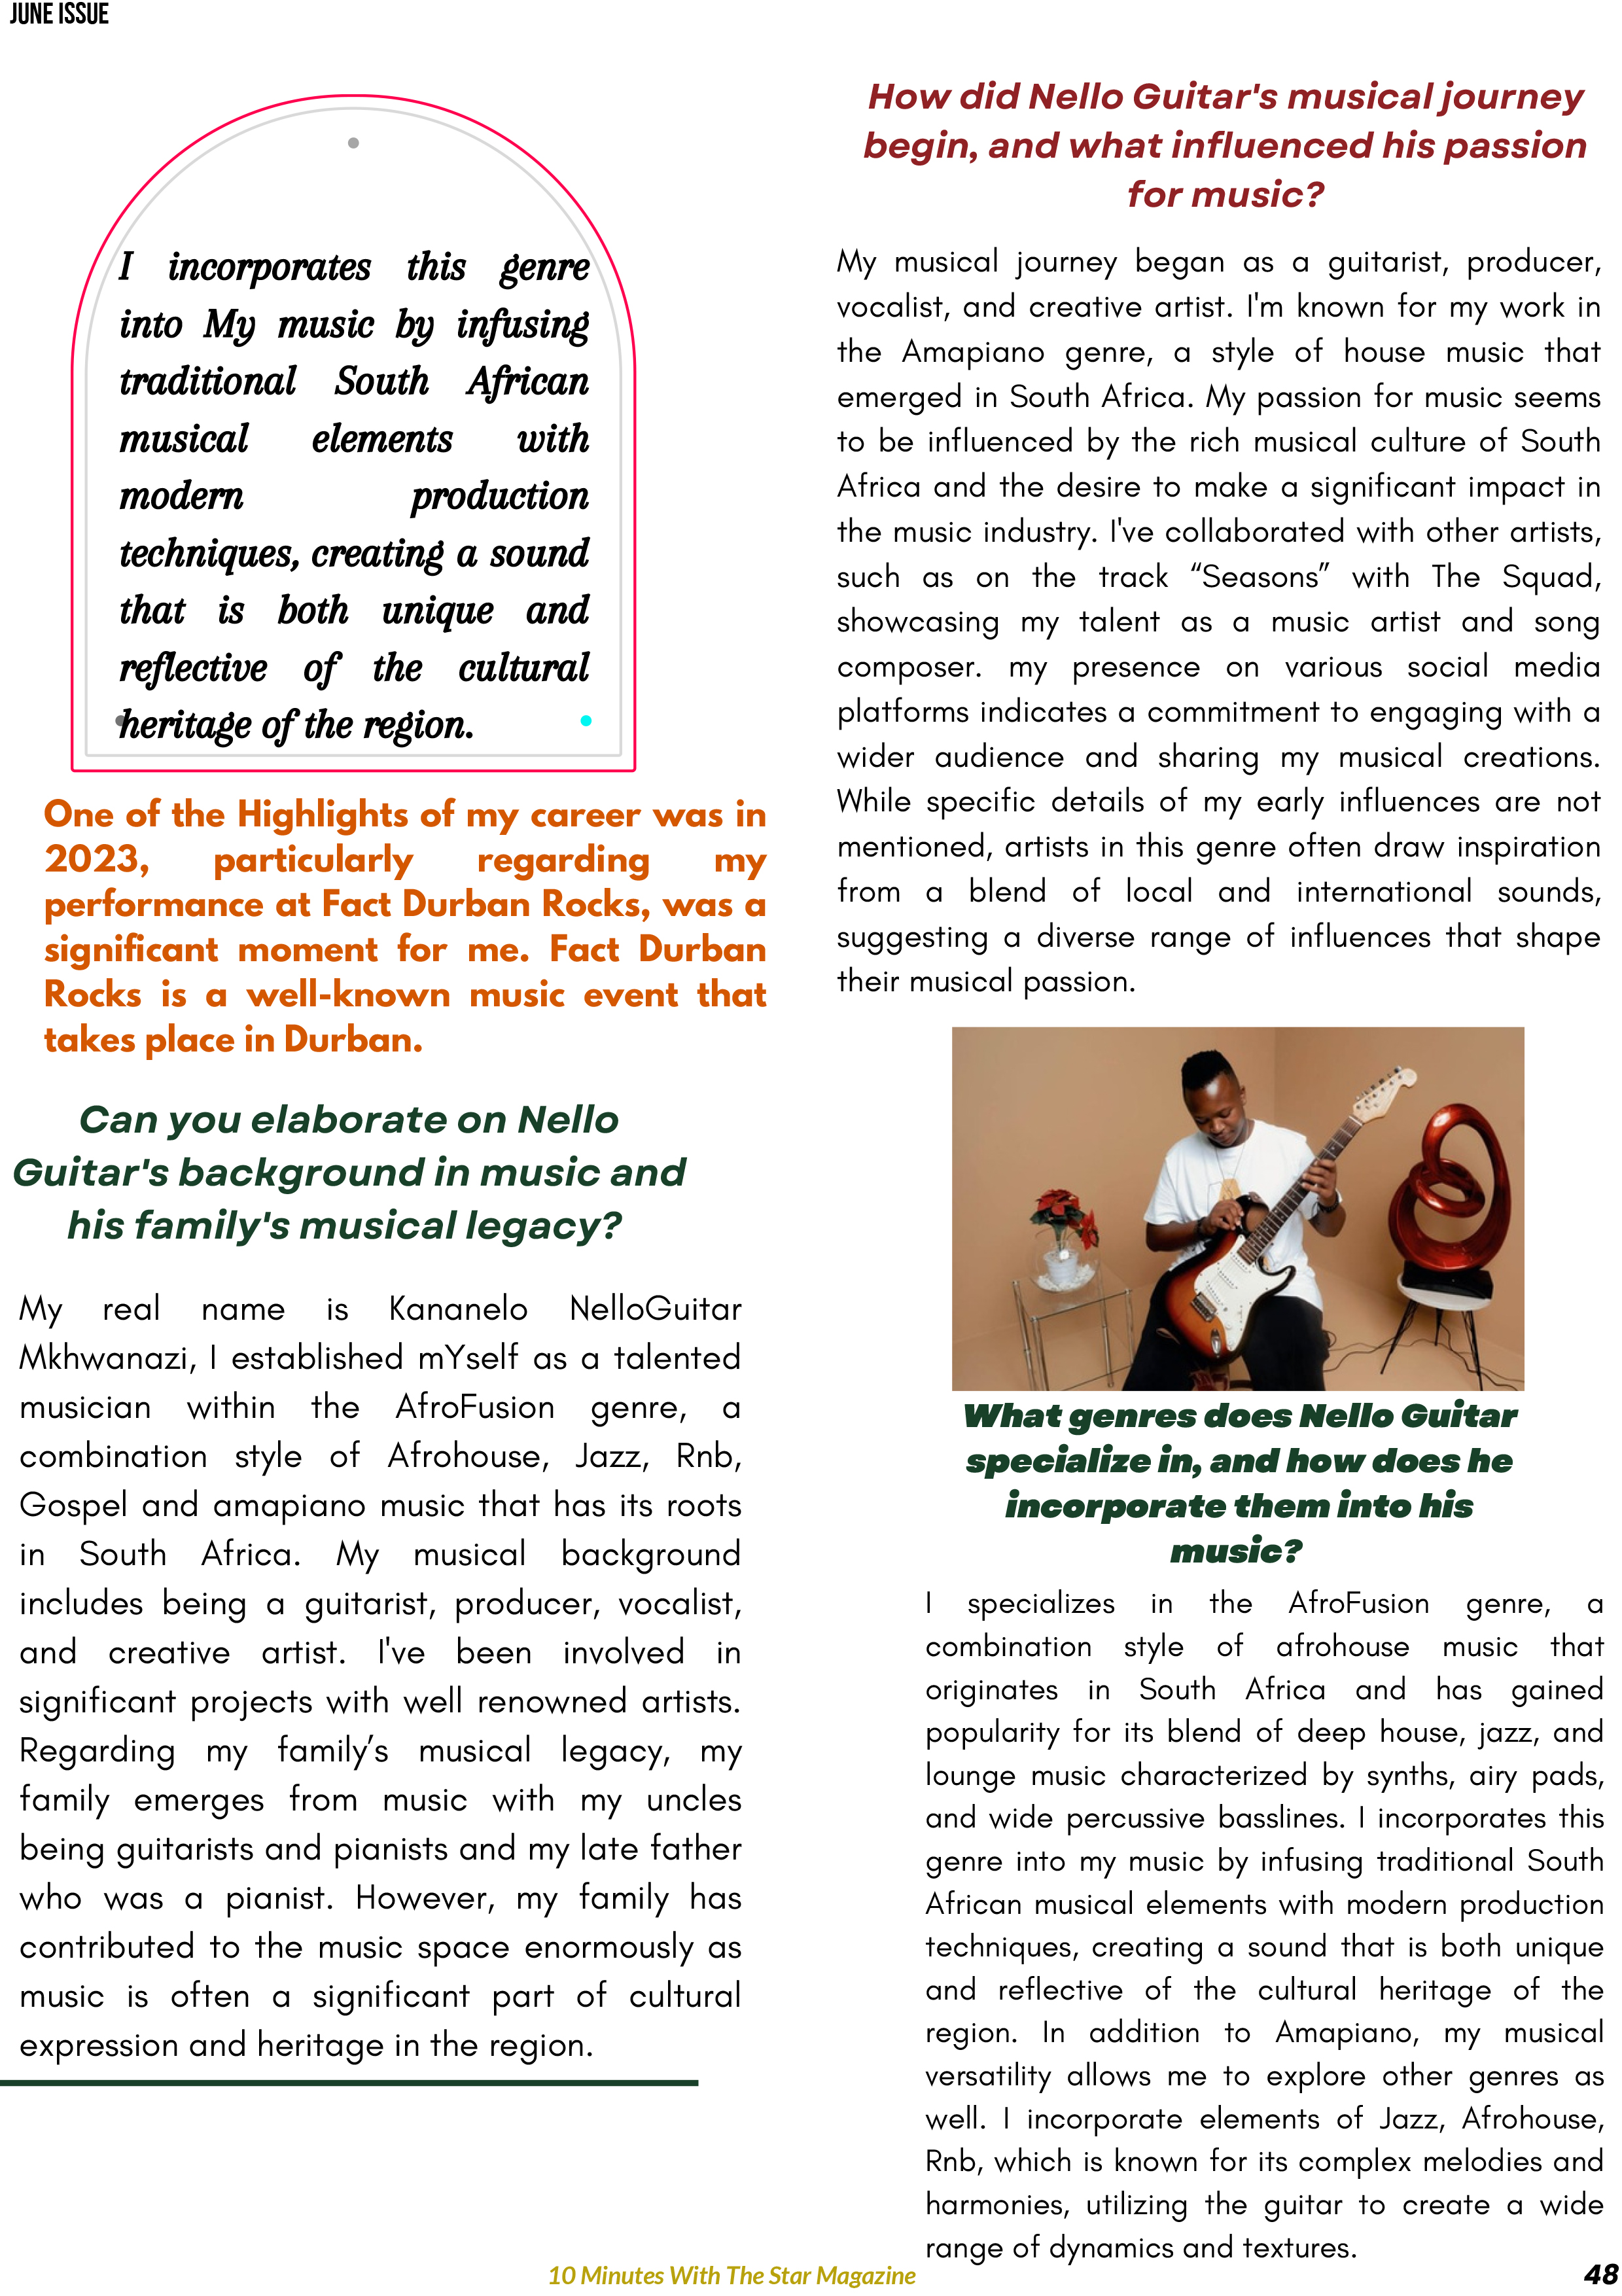 JUNE ISSUE
I incorporates this genre
into My music by infusing
traditional South African
musical elements with
modern production
techniques, creating a sound
that is both unique and
reflective of the cultural
heritage of the region.
One of the Highlights of my career was in
2023, particularly regarding my
performance at Fact Durban Rocks, was a
significant moment for me. Fact Durban
Rocks is a well-known music event that
takes place in Durban.
Can you elaborate on Nello
Guitar's background in music and
his family's musical legacy?
My real name is Kananelo NelloGuitar
Mkhwanazi, I established mYself as a talented
musician within the AfroFusion genre, a
combination style of Afrohouse, Jazz, Rnb,
Gospel and amapiano music that has its roots
in South Africa. My musical background
includes being a guitarist, producer, vocalist,
and creative artist. I've been involved in
significant projects with well renowned artists.
Regarding my family’s musical legacy, my
family emerges from music with my uncles
being guitarists and pianists and my late father
who was a pianist. However, my family has
contributed to the music space enormously as
music is often a significant part of cultural
expression and heritage in the region.
How did Nello Guitar's musical journey
begin, and what influenced his passion
for music?
My musical journey began as a guitarist, producer,
vocalist, and creative artist. I'm known for my work in
the Amapiano genre, a style of house music that
emerged in South Africa. My passion for music seems
to be influenced by the rich musical culture of South
Africa and the desire to make a significant impact in
the music industry. I've collaborated with other artists,
such as on the track “Seasons” with The Squad,
showcasing my talent as a music artist and song
composer. my presence on various social media
platforms indicates a commitment to engaging with a
wider audience and sharing my musical creations.
While specific details of my early influences are not
mentioned, artists in this genre often draw inspiration
from a blend of local and international sounds,
suggesting a diverse range of influences that shape
their musical passion.
What genres does Nello Guitar
specialize in, and how does he
incorporate them into his
music?
I specializes in the AfroFusion genre, a
combination style of afrohouse music that
originates in South Africa and has gained
popularity for its blend of deep house, jazz, and
lounge music characterized by synths, airy pads,
and wide percussive basslines. I incorporates this
genre into my music by infusing traditional South
African musical elements with modern production
techniques, creating a sound that is both unique
and reflective of the cultural heritage of the
region. In addition to Amapiano, my musical
versatility allows me to explore other genres as
well. I incorporate elements of Jazz, Afrohouse,
Rnb, which is known for its complex melodies and
harmonies, utilizing the guitar to create a wide
range of dynamics and textures.
10 Minutes With The Star Magazine
48